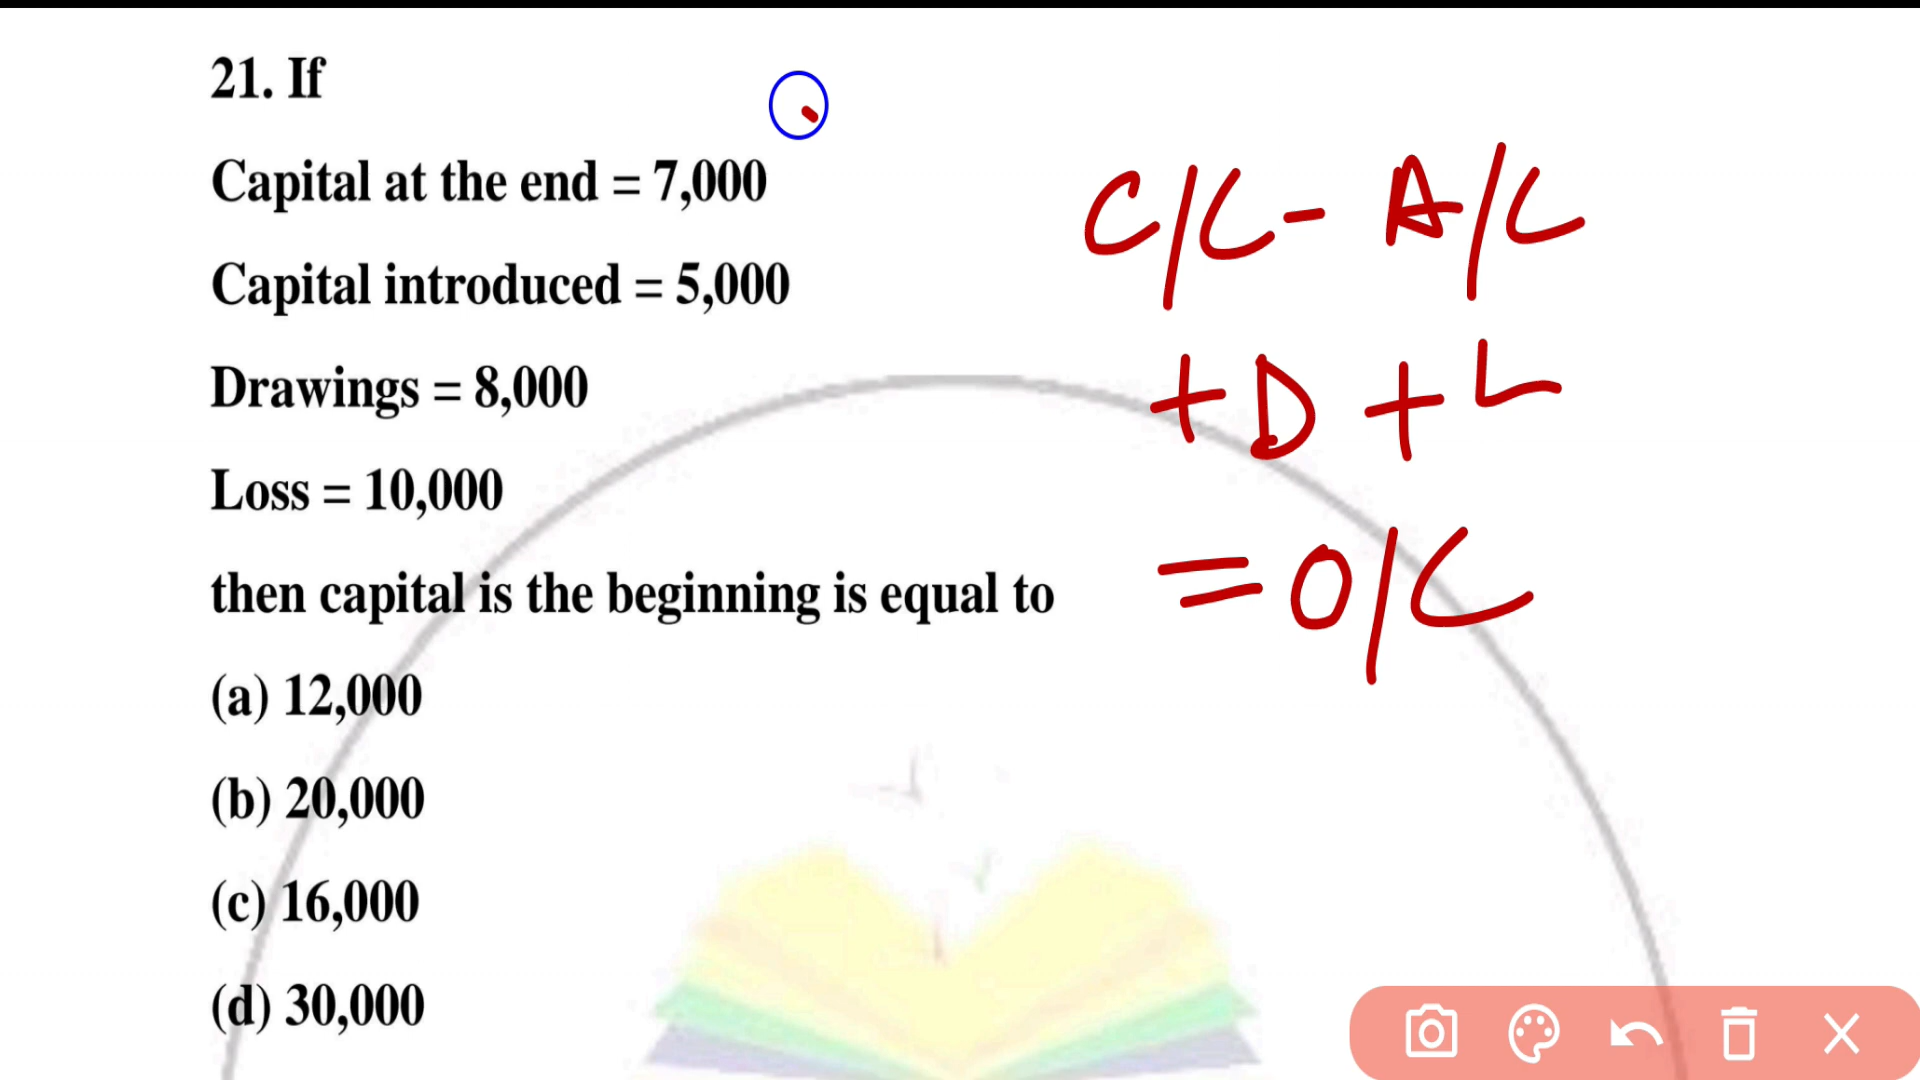 21. If
Capital at the end = 7,000
Capital introduced = 5,000
Drawings = 8,000
Loss = 10,000
then capital is the beginning is equal to
(a) 12,000
(b) 20,000
(c) 16,000
(d) 30,000
C/C - A/C
+ D + L
= O/C